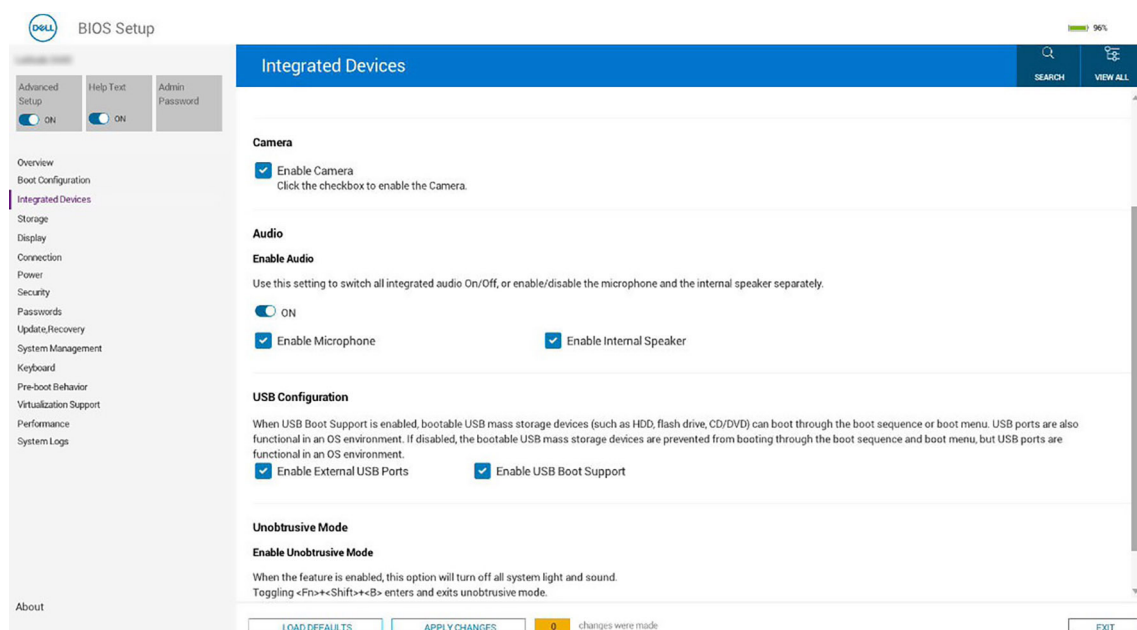 DELL BIOS Setup
96%
Integrated Devices
SEARCH
VIEW ALL
Advanced Setup
ON
Help Text
ON
Admin Password
Overview
Boot Configuration
Integrated Devices
Storage
Display
Connection
Power
Security
Passwords
Update,Recovery
System Management
Keyboard
Pre-boot Behavior
Virtualization Support
Performance
System Logs
About
Camera
Enable Camera
Click the checkbox to enable the Camera.
Audio
Enable Audio
Use this setting to switch all integrated audio On/Off, or enable/disable the microphone and the internal speaker separately.
ON
Enable Microphone
Enable Internal Speaker
USB Configuration
When USB Boot Support is enabled, bootable USB mass storage devices (such as HDD, flash drive, CD/DVD) can boot through the boot sequence or boot menu. USB ports are also
functional in an OS environment. If disabled, the bootable USB mass storage devices are prevented from booting through the boot sequence and boot menu, but USB ports are
functional in an OS environment.
Enable External USB Ports
Enable USB Boot Support
Unobtrusive Mode
Enable Unobtrusive Mode
When the feature is enabled, this option will turn off all system light and sound.
Toggling <Fn>+<Shift>+<B> enters and exits unobtrusive mode.
LOAD DEFAULTS
APPLY CHANGES
0 changes were made
EXIT